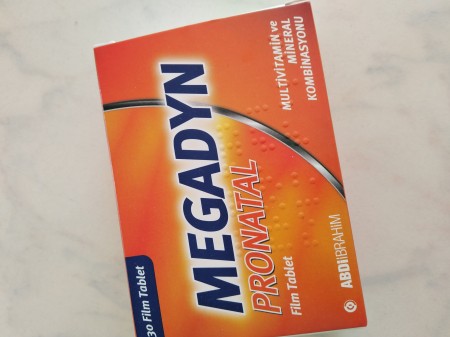 MEGADYN
PRONATAL
Film Tablet
MULTİVİTAMİN ve
MİNERAL
KOMBİNASYONU
30 Film Tablet
ABDİ İBRAHİM